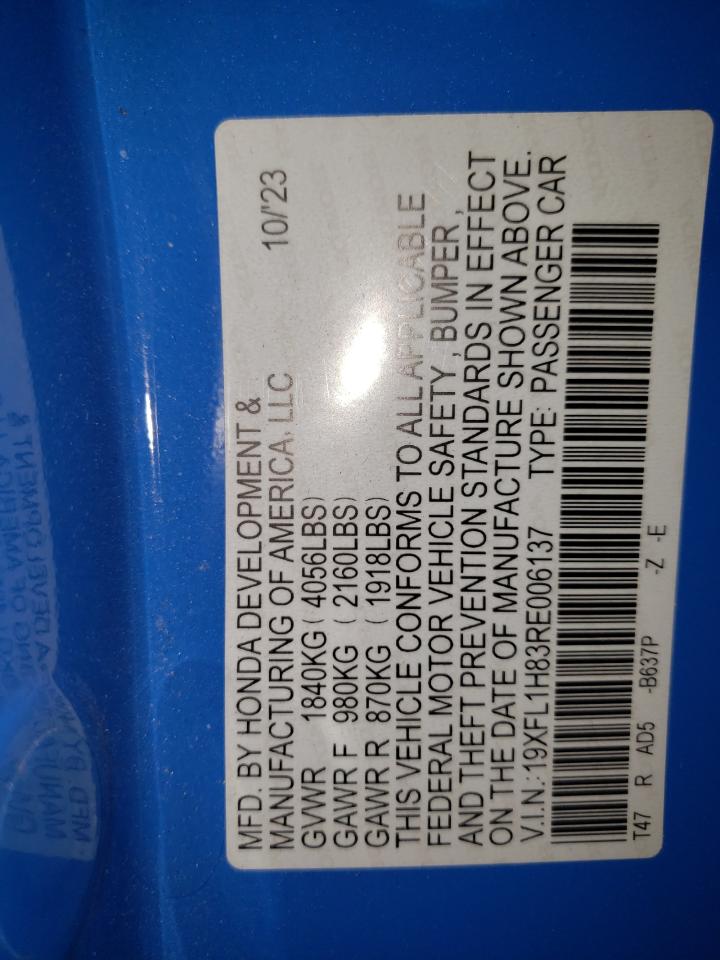 MFD. BY HONDA DEVELOPMENT &
MANUFACTURING OF AMERICA, LLC 10/'23
GVWR 1840KG ( 4056LBS)
GAWR F 980KG ( 2160LBS)
GAWR R 870KG ( 1918LBS)
THIS VEHICLE CONFORMS TO ALL APPLICABLE
FEDERAL MOTOR VEHICLE SAFETY , BUMPER ,
AND THEFT PREVENTION STANDARDS IN EFFECT
ON THE DATE OF MANUFACTURE SHOWN ABOVE.
V.I.N.:19XFL1H83RE006137 TYPE: PASSENGER CAR
T47 R AD5 -B637P -Z -E